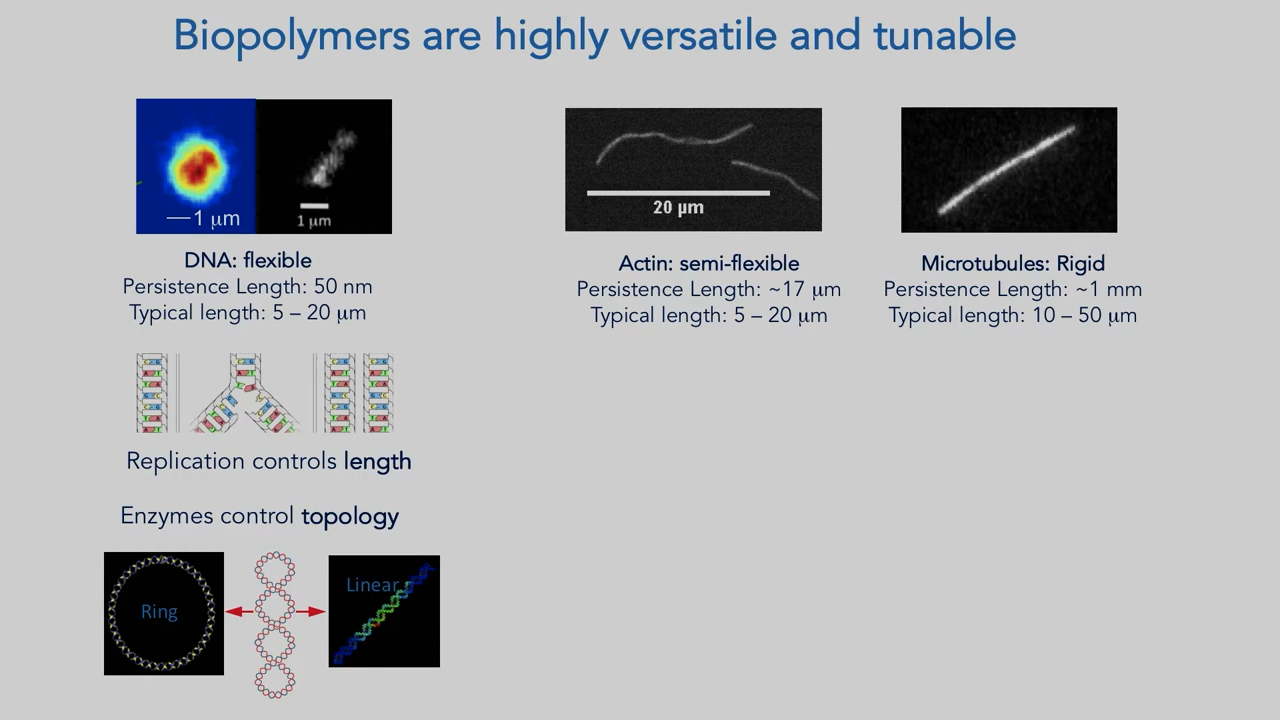 Biopolymers are highly versatile and tunable
1 μm
1 μm
20 μm
DNA: flexible
Persistence Length: 50 nm
Typical length: 5 – 20 μm
Actin: semi-flexible
Persistence Length: ~17 μm
Typical length: 5 – 20 μm
Microtubules: Rigid
Persistence Length: ~1 mm
Typical length: 10 – 50 μm
Replication controls length
Enzymes control topology
Ring
Linear